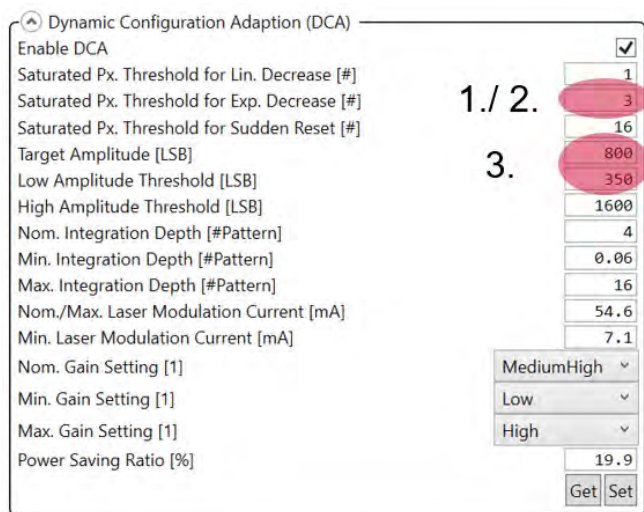 Dynamic Configuration Adaption (DCA)
Enable DCA
Saturated Px. Threshold for Lin. Decrease [#] 1
Saturated Px. Threshold for Exp. Decrease [#] 1./ 2. 3
Saturated Px. Threshold for Sudden Reset [#] 16
Target Amplitude [LSB] 800
3.
Low Amplitude Threshold [LSB] 350
High Amplitude Threshold [LSB] 1600
Nom. Integration Depth [#Pattern] 4
Min. Integration Depth [#Pattern] 0.06
Max. Integration Depth [#Pattern] 16
Nom./Max. Laser Modulation Current [mA] 54.6
Min. Laser Modulation Current [mA] 7.1
Nom. Gain Setting [1] MediumHigh
Min. Gain Setting [1] Low
Max. Gain Setting [1] High
Power Saving Ratio [%] 19.9
Get Set